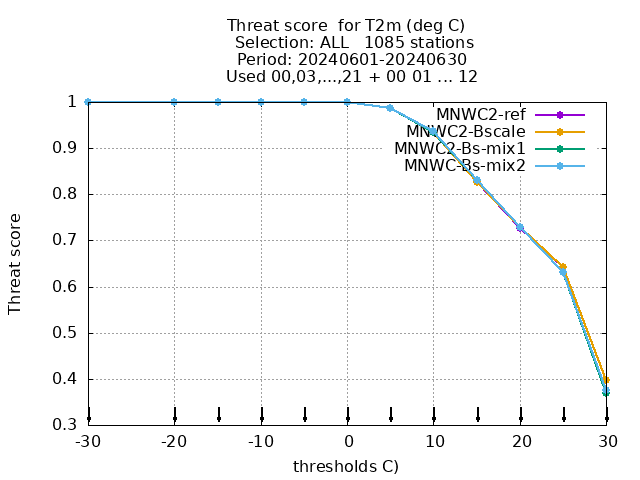 Threat score  for T2m (deg C)
Selection: ALL   1085 stations
Period: 20240601-20240630
Used 00,03,...,21 + 00 01 ... 12
MNWC2-ref
MNWC2-Bscale
MNWC2-Bs-mix1
MNWC-Bs-mix2
1
0.9
0.8
0.7
0.6
0.5
0.4
0.3
Threat score
-30 -20 -10 0 10 20 30
thresholds C)